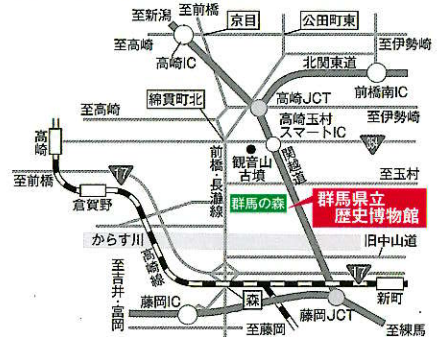 至新潟
至前橋
京目
公田町東
至高崎
至伊勢崎
高崎IC
北関東道
綿貫町北
高崎JCT
前橋南IC
至高崎
高崎玉村
スマートIC
至伊勢崎
高崎
354
17
前橋・長瀞線
観音山
古墳
関越道
至前橋
至玉村
倉賀野
群馬の森
群馬県立
歴史博物館
からす川
高崎線
旧中山道
17
至吉井・富岡
新町
藤岡IC
森
藤岡JCT
至藤岡
至練馬